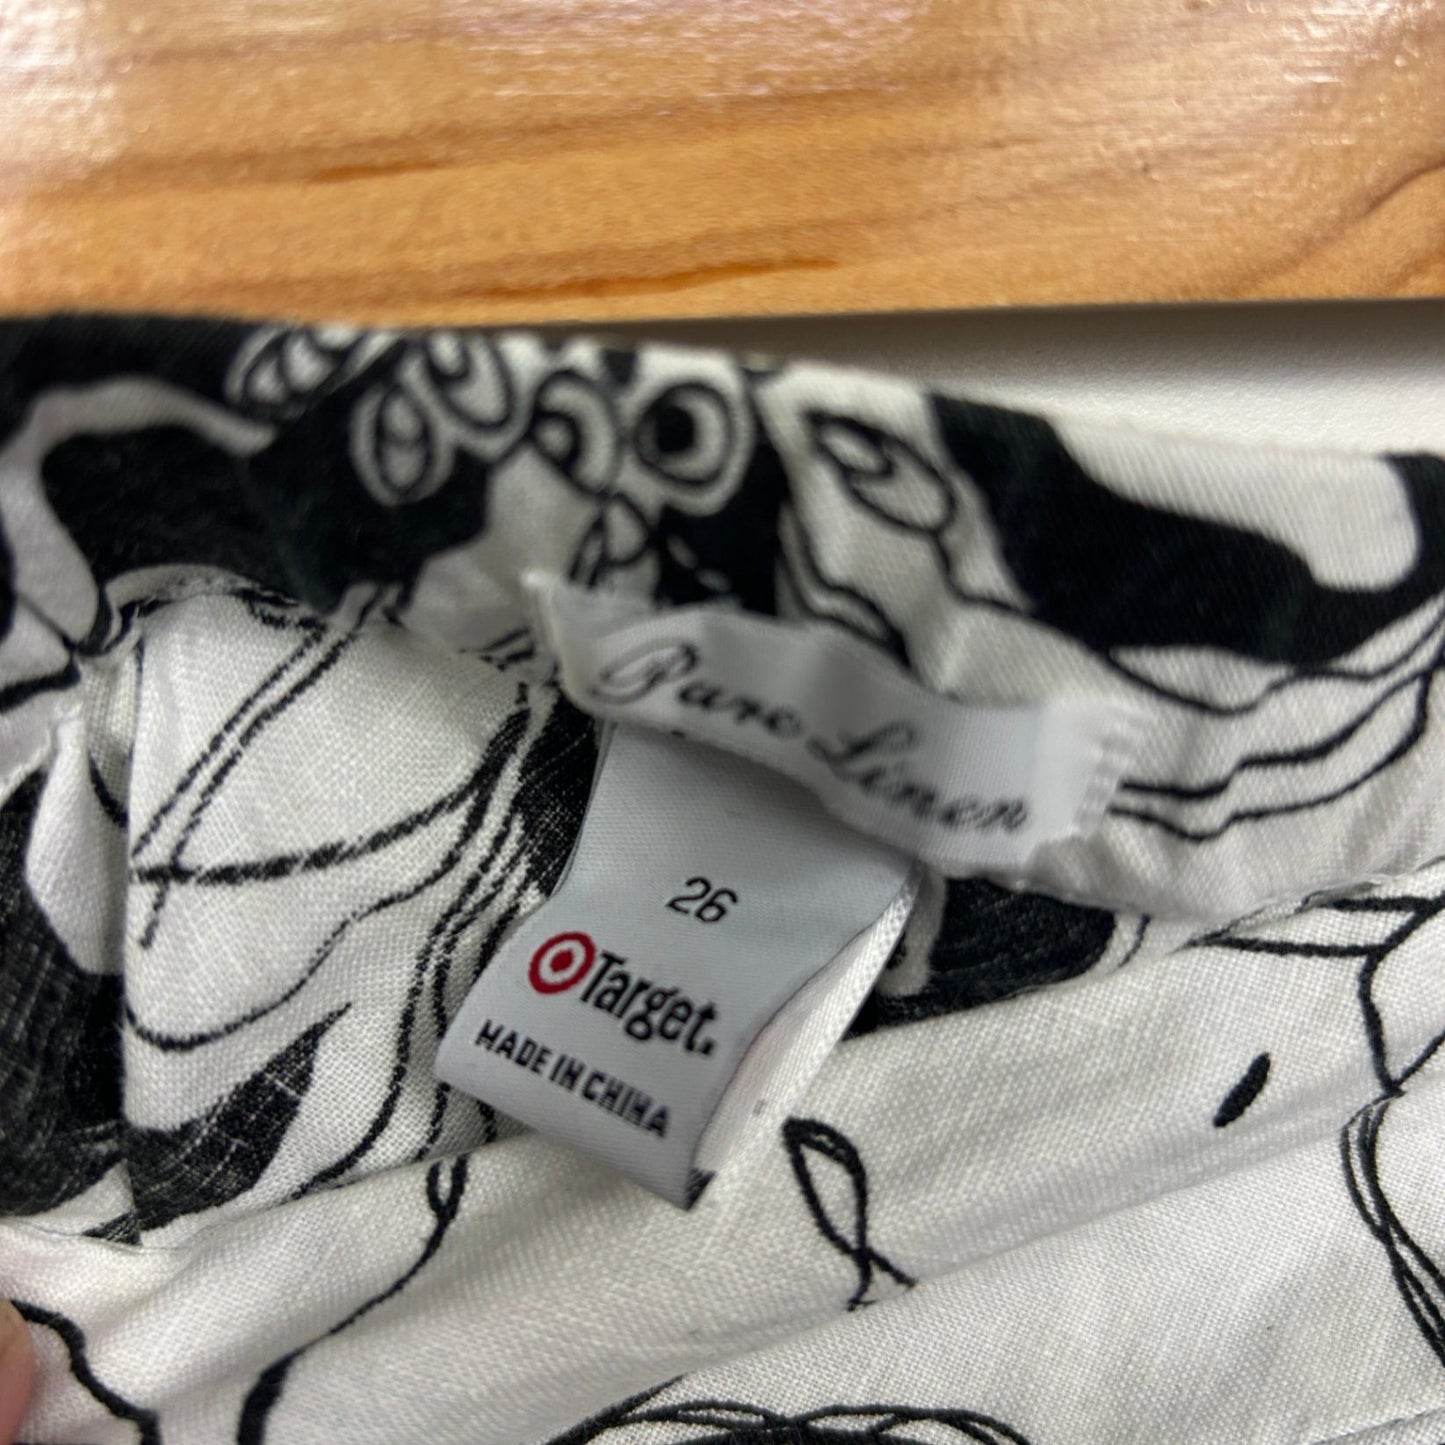 Pure Linen
26
Target.
MADE IN CHINA